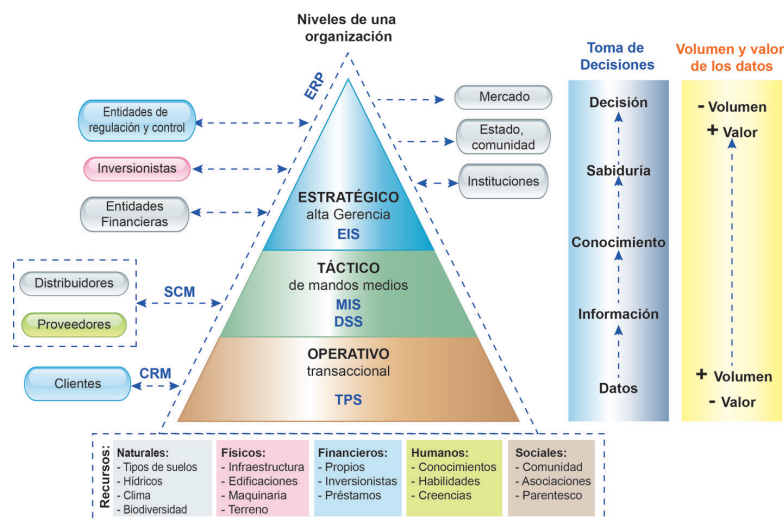 Niveles de una
organización
ERP
Entidades de
regulación y control
Inversionistas
Entidades
Financieras
Distribuidores
Proveedores
SCM
Clientes
CRM
ESTRATÉGICO
alta Gerencia
EIS
TÁCTICO
de mandos medios
MIS
DSS
OPERATIVO
transaccional
TPS
Mercado
Estado,
comunidad
Instituciones
Toma de
Decisiones
Decisión
Sabiduría
Conocimiento
Información
Datos
Volumen y valor
de los datos
- Volumen
+ Valor
+ Volumen
- Valor
Recursos:
Naturales:
- Tipos de suelos
- Hídricos
- Clima
- Biodiversidad
Físicos:
- Infraestructura
- Edificaciones
- Maquinaria
- Terreno
Financieros:
- Propios
- Inversionistas
- Préstamos
Humanos:
- Conocimientos
- Habilidades
- Creencias
Sociales:
- Comunidad
- Asociaciones
- Parentesco